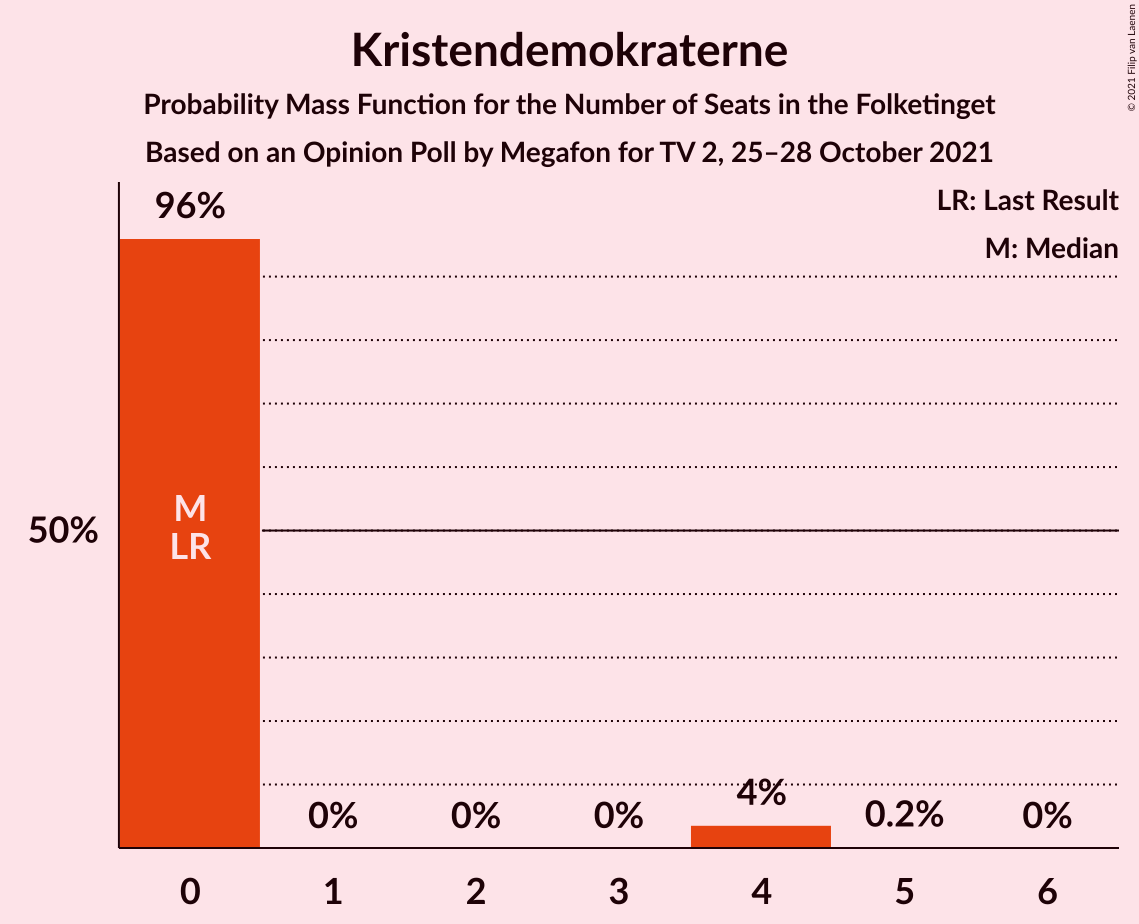 Kristendemokraterne
Probability Mass Function for the Number of Seats in the Folketinget
Based on an Opinion Poll by Megafon for TV 2, 25–28 October 2021
© 2021 Filip van Laenen
LR: Last Result
M: Median
96%
50%
M
LR
0%
0%
0%
4%
0.2%
0%
0
1
2
3
4
5
6